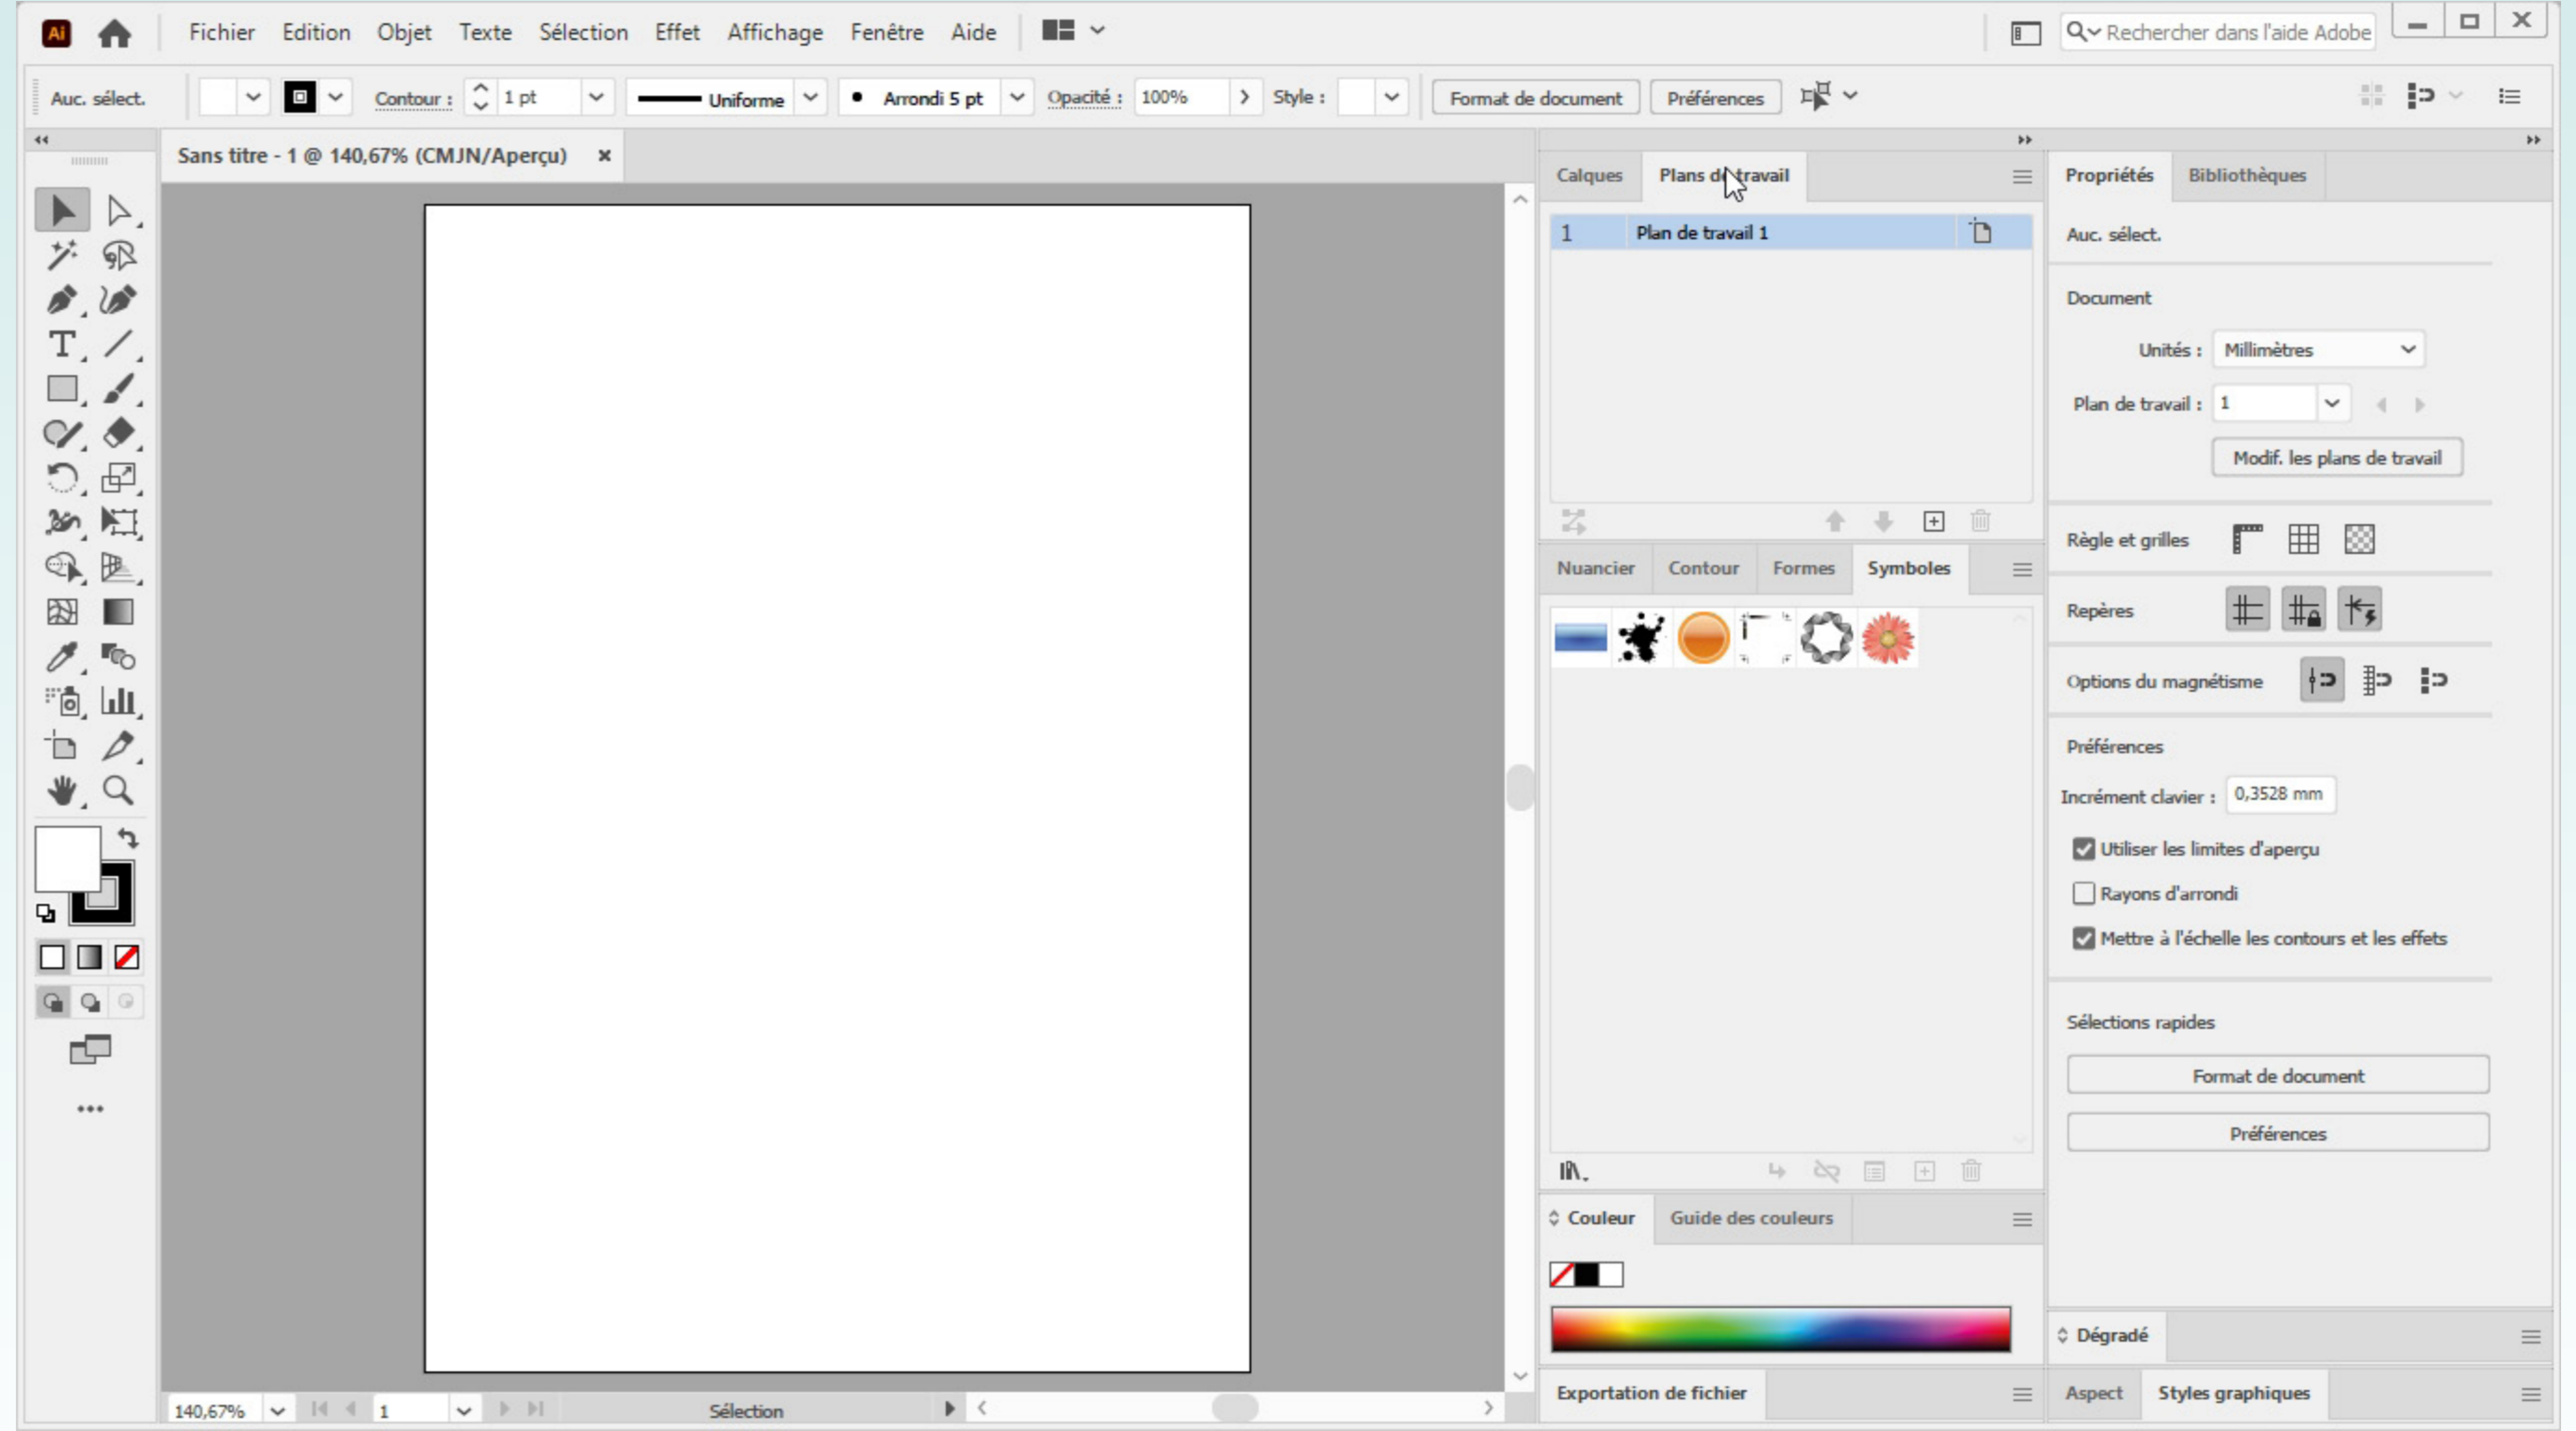 Ai Fichier Edition Objet Texte Sélection Effet Affichage Fenêtre Aide Rechercher dans l'aide Adobe
Auc. sélect. Contour : 1 pt Uniforme Arrondi 5 pt Opacité : 100% Style : Format de document Préférences
Sans titre - 1 @ 140,67% (CMJN/Aperçu)
Calques Plans de travail
1 Plan de travail 1
Nuancier Contour Formes Symboles
Couleur Guide des couleurs
Exportation de fichier
Propriétés Bibliothèques
Auc. sélect.
Document
Unités : Millimètres
Plan de travail : 1
Modif. les plans de travail
Règle et grilles
Repères
Options du magnétisme
Préférences
Incrément clavier : 0,3528 mm
Utiliser les limites d'aperçu
Rayons d'arrondi
Mettre à l'échelle les contours et les effets
Sélections rapides
Format de document
Préférences
Dégradé
Aspect Styles graphiques
140,67% 1 Sélection